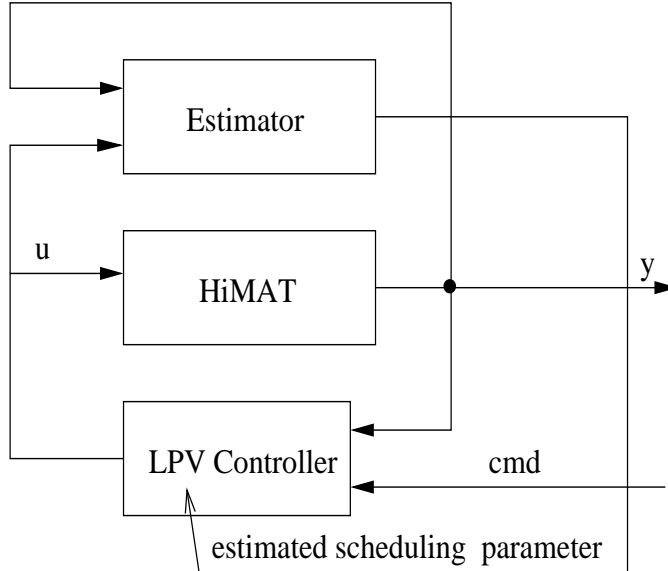 Estimator
u
HiMAT
y
LPV Controller
cmd
estimated scheduling parameter